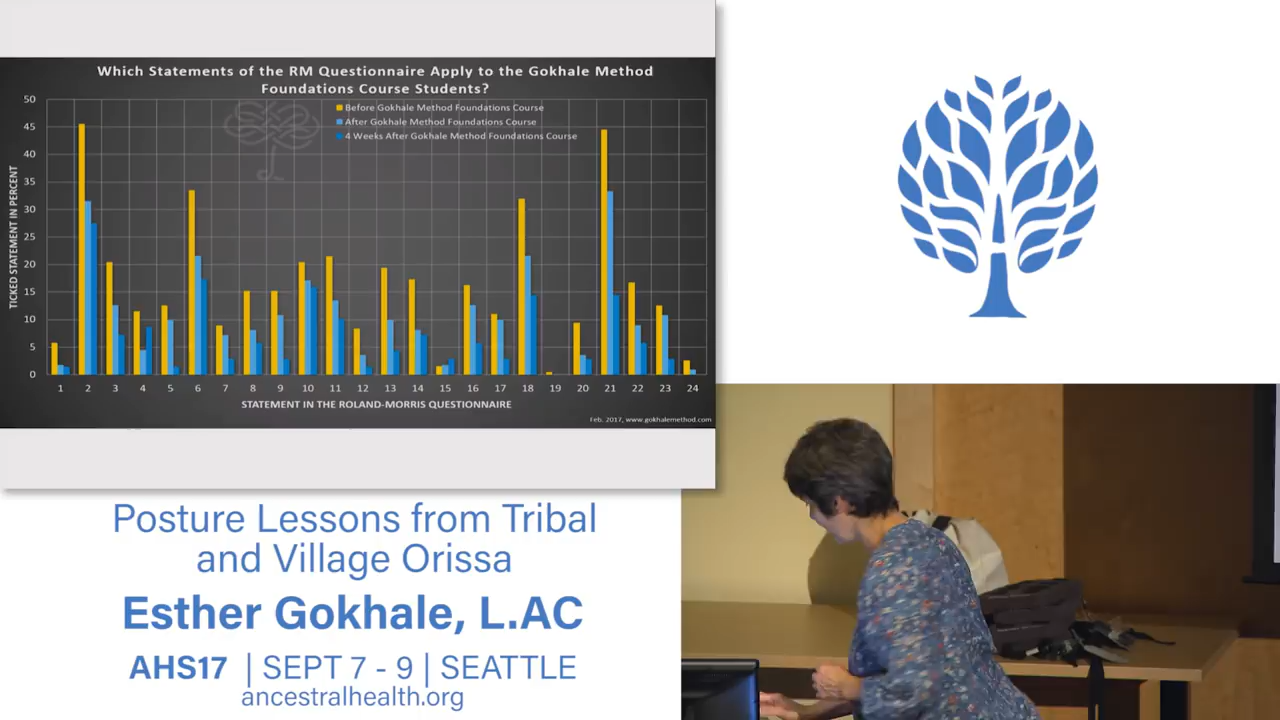 Which Statements of the RM Questionnaire Apply to the Gokhale Method
Foundations Course Students?
Before Gokhale Method Foundations Course
After Gokhale Method Foundations Course
4 Weeks After Gokhale Method Foundations Course
TICKED STATEMENT IN PERCENT
50
45
40
35
30
25
20
15
10
5
0
1 2 3 4 5 6 7 8 9 10 11 12 13 14 15 16 17 18 19 20 21 22 23 24
STATEMENT IN THE ROLAND-MORRIS QUESTIONNAIRE
Feb. 2017, www.gokhalemethod.com
Posture Lessons from Tribal
and Village Orissa
Esther Gokhale, L.AC
AHS17 | SEPT 7 - 9 | SEATTLE
ancestralhealth.org